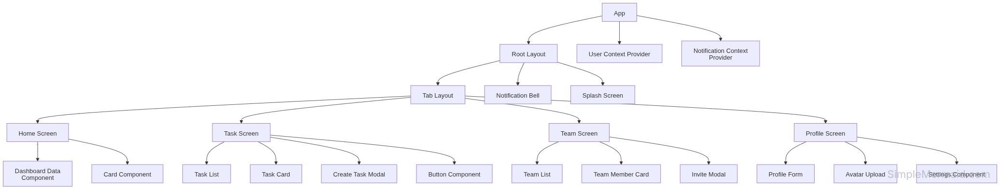 App
Root Layout
User Context Provider
Notification Context
Provider
Tab Layout
Notification Bell
Splash Screen
Home Screen
Task Screen
Team Screen
Profile Screen
Dashboard Data
Component
Card Component
Task List
Task Card
Create Task Modal
Button Component
Team List
Team Member Card
Invite Modal
Profile Form
Avatar Upload
Settings Component
SimpleMermaid.com